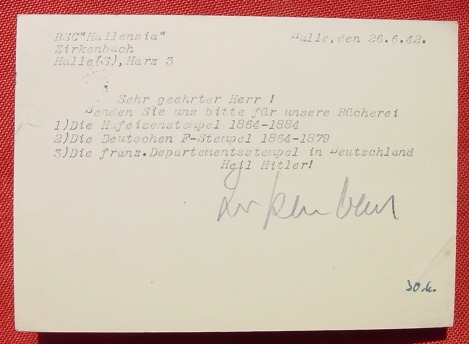 BSG"Hallensia" Halle, den 26.6.42.
Zirkenbach
Halle(S), Harz 3
Sehr geehrter Herr !
Senden Sie uns bitte für unsere Bücherei
1)Die Hufeisenstempel 1864-1884
2)Die Deutschen F-Stempel 1864-1879
3)Die franz.Departementsstempel in Deutschland
Heil Hitler!
Zirkenbach